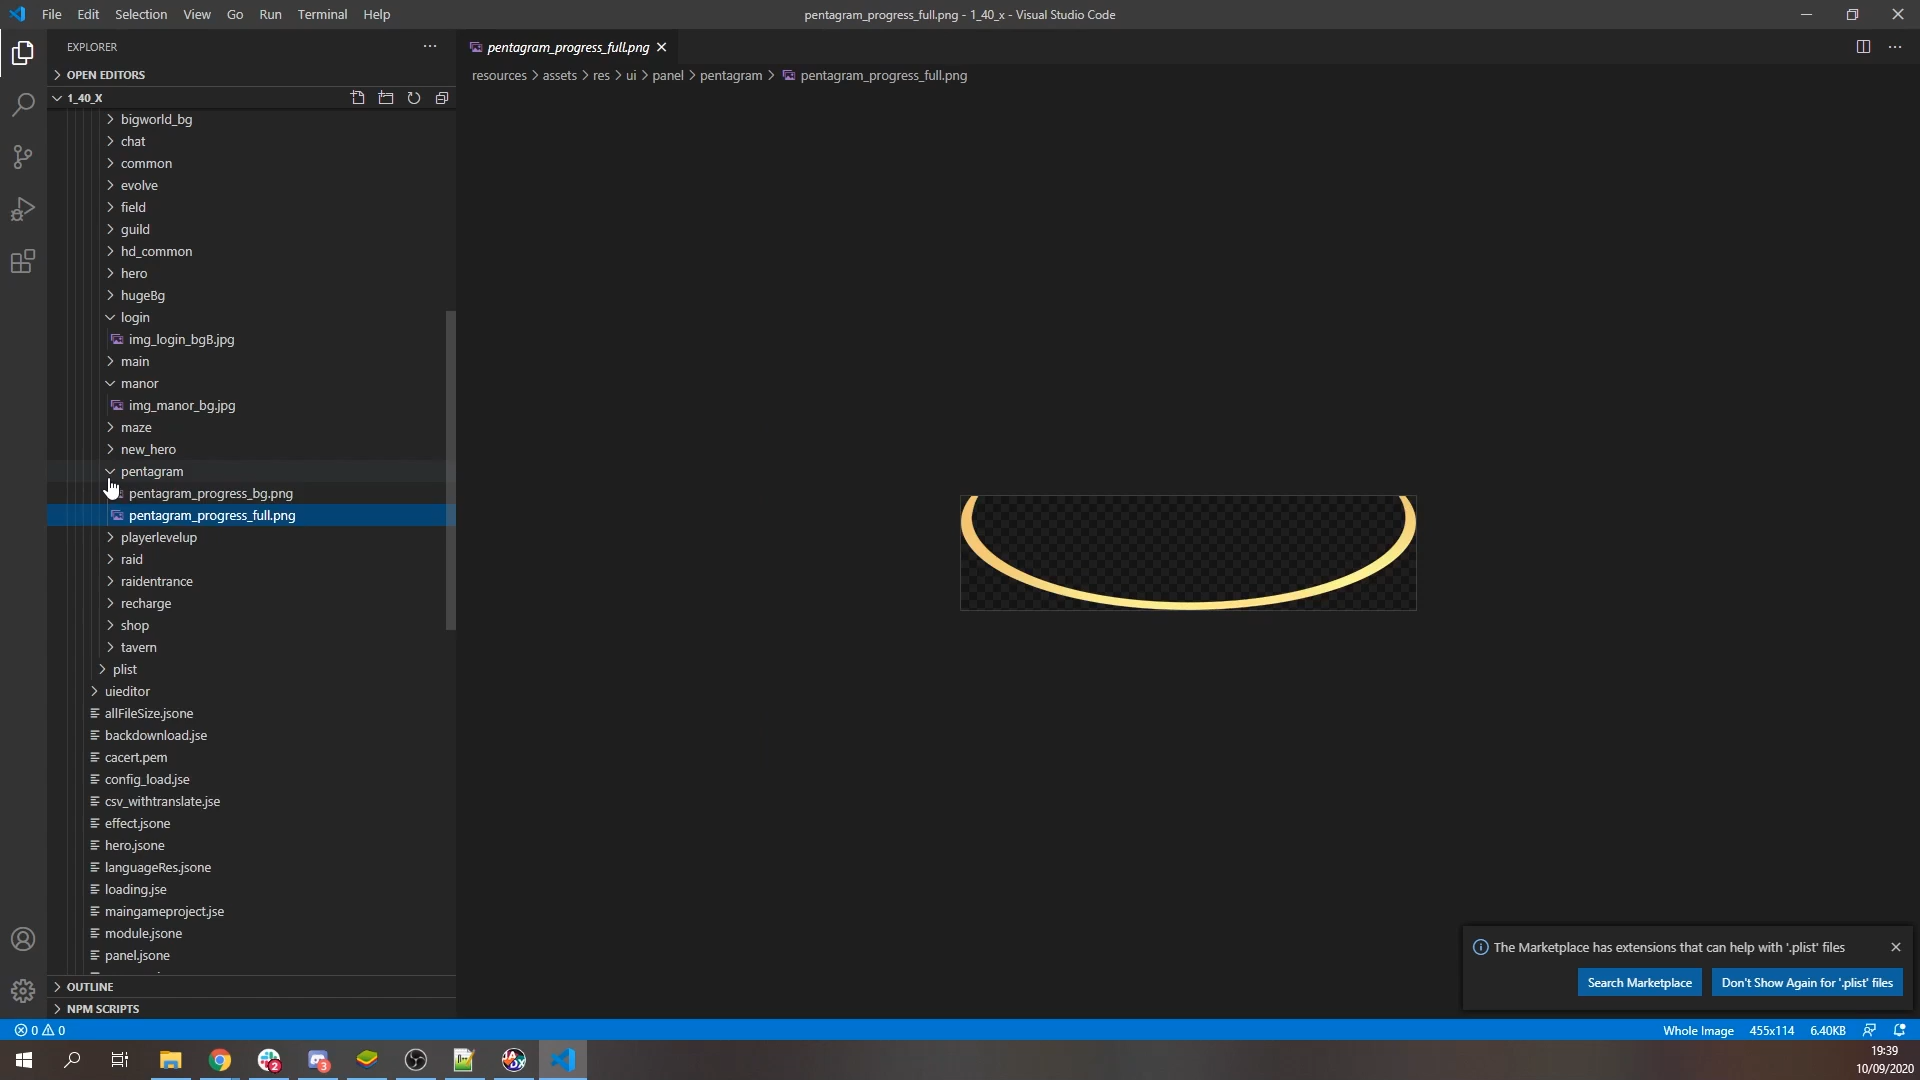 File Edit Selection View Go Run Terminal Help
pentagram_progress_full.png - 1_40_x - Visual Studio Code
EXPLORER
pentagram_progress_full.png
OPEN EDITORS
resources assets res ui panel pentagram pentagram_progress_full.png
1_40_X
bigworld_bg
chat
common
evolve
field
guild
hd_common
hero
hugeBg
login
img_login_bgB.jpg
main
manor
img_manor_bg.jpg
maze
new_hero
pentagram
pentagram_progress_bg.png
pentagram_progress_full.png
playerlevelup
raid
raidentrance
recharge
shop
tavern
plist
uieditor
allFileSize.jsone
backdownload.jse
cacert.pem
config_load.jse
csv_withtranslate.jse
effect.jsone
hero.jsone
languageRes.jsone
loading.jse
maingameproject.jse
module.jsone
panel.jsone
The Marketplace has extensions that can help with '.plist' files
Search Marketplace Don't Show Again for '.plist' files
OUTLINE
NPM SCRIPTS
0 0
Whole Image 455x114 6.40KB
2
3
JADX
19:39
10/09/2020